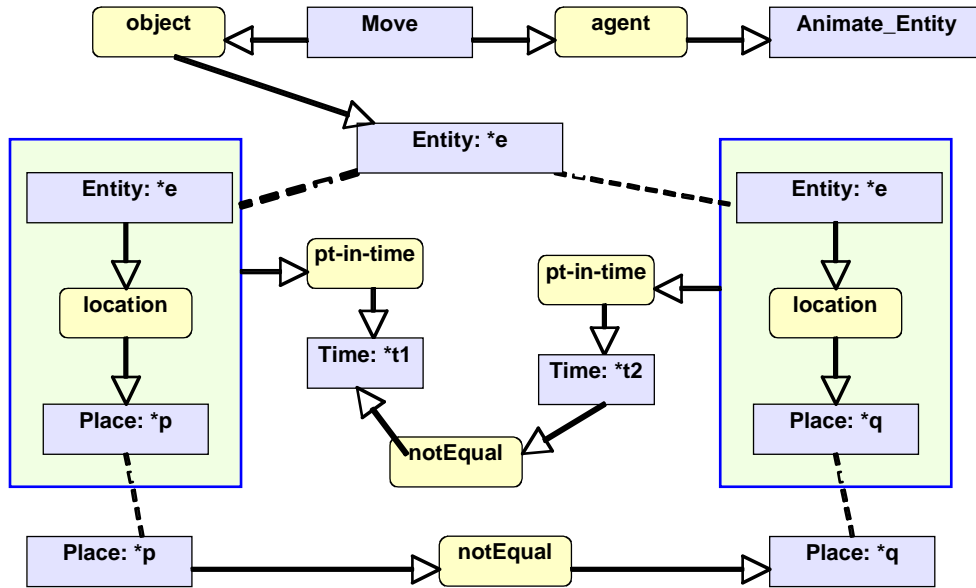 object
Move
agent
Animate_Entity
Entity: *e
Entity: *e
Entity: *e
pt-in-time
pt-in-time
location
location
Time: *t1
Time: *t2
Place: *p
Place: *q
notEqual
Place: *p
notEqual
Place: *q